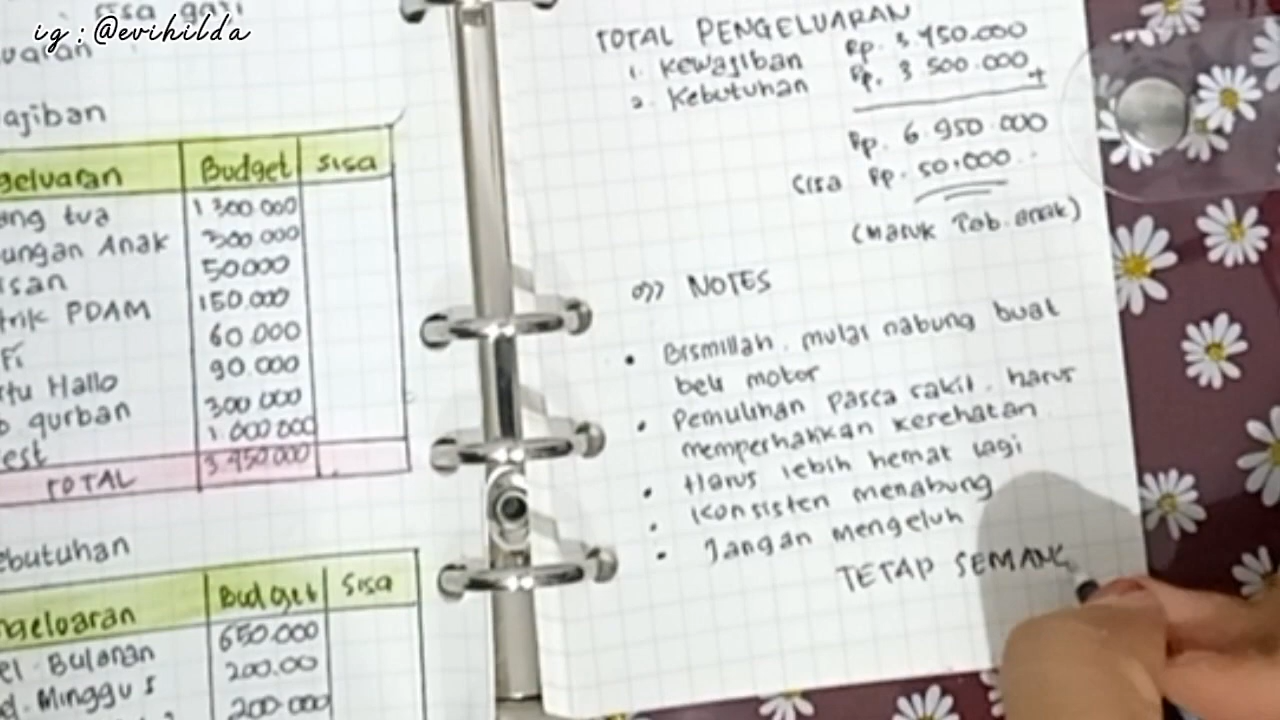 sisa gaji
ig : @evihilda
ajiban
geluaran Budget sisa
ang tua 1 300.000
ungan Anak 300.000
isan 50000
trik PDAM 150.000
Fi 60.000
rtu Hallo 90.000
b qurban 300 000
est 1 000 000
TOTAL 3.450.000
ebutuhan
ngeluaran Budget Sisa
el. Bulanan 650.000
d. Minggu 200.00
200.000
TOTAL PENGELUARAN
1. Kewajiban Rp. 3.450.000
2. Kebutuhan Rp. 3 500.000 +
Rp. 6.950.000
Sisa Rp. 50.000
(Masuk Tab. anak)
NOTES
• Bismillah. mulai nabung buat
beli motor
• Pemulihan Pasca sakit. harus
memperhatikan kesehatan
• Harus lebih hemat lagi
• Konsisten menabung
• Jangan mengeluh
TETAP SEMANG